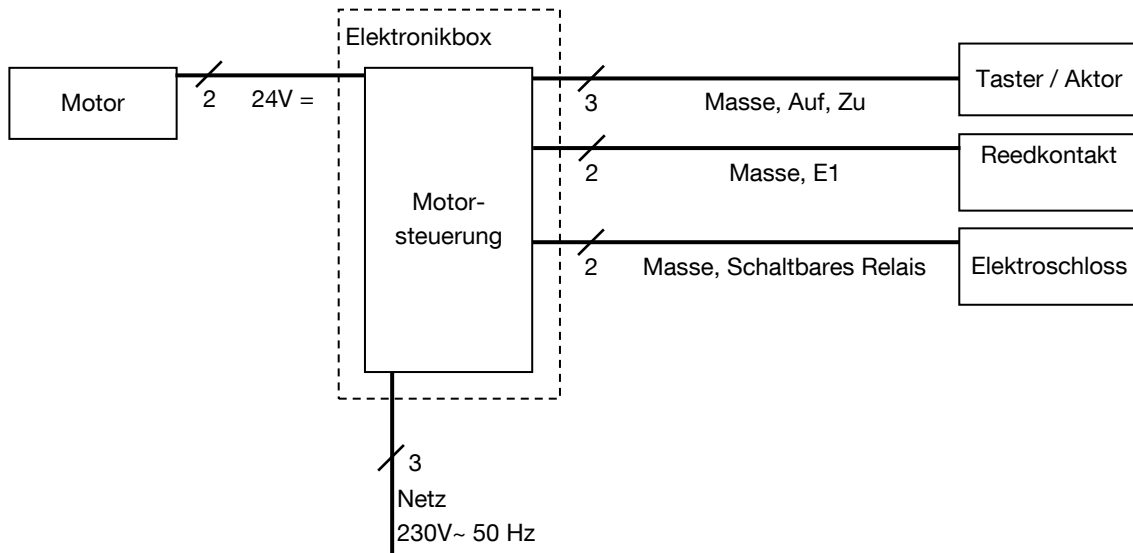 Elektronikbox
Motor
2
24V =
Motor-
steuerung
3
Masse, Auf, Zu
Taster / Aktor
2
Masse, E1
Reedkontakt
2
Masse, Schaltbares Relais
Elektroschloss
3
Netz
230V~ 50 Hz